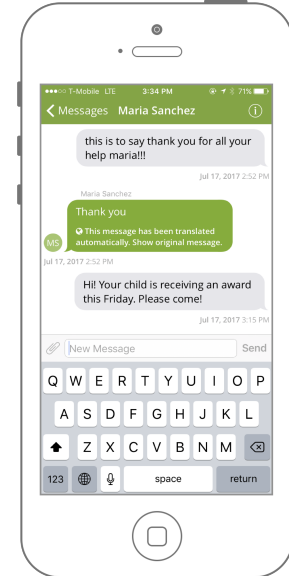 T-Mobile LTE 3:34 PM 71%
Messages Maria Sanchez
this is to say thank you for all your
help maria!!!
Jul 17, 2017 2:52 PM
Maria Sanchez
Thank you
This message has been translated
automatically. Show original message.
MS
Jul 17, 2017 2:52 PM
Hi! Your child is receiving an award
this Friday. Please come!
Jul 17, 2017 3:15 PM
New Message Send
Q W E R T Y U I O P
A S D F G H J K L
Z X C V B N M
123 space return